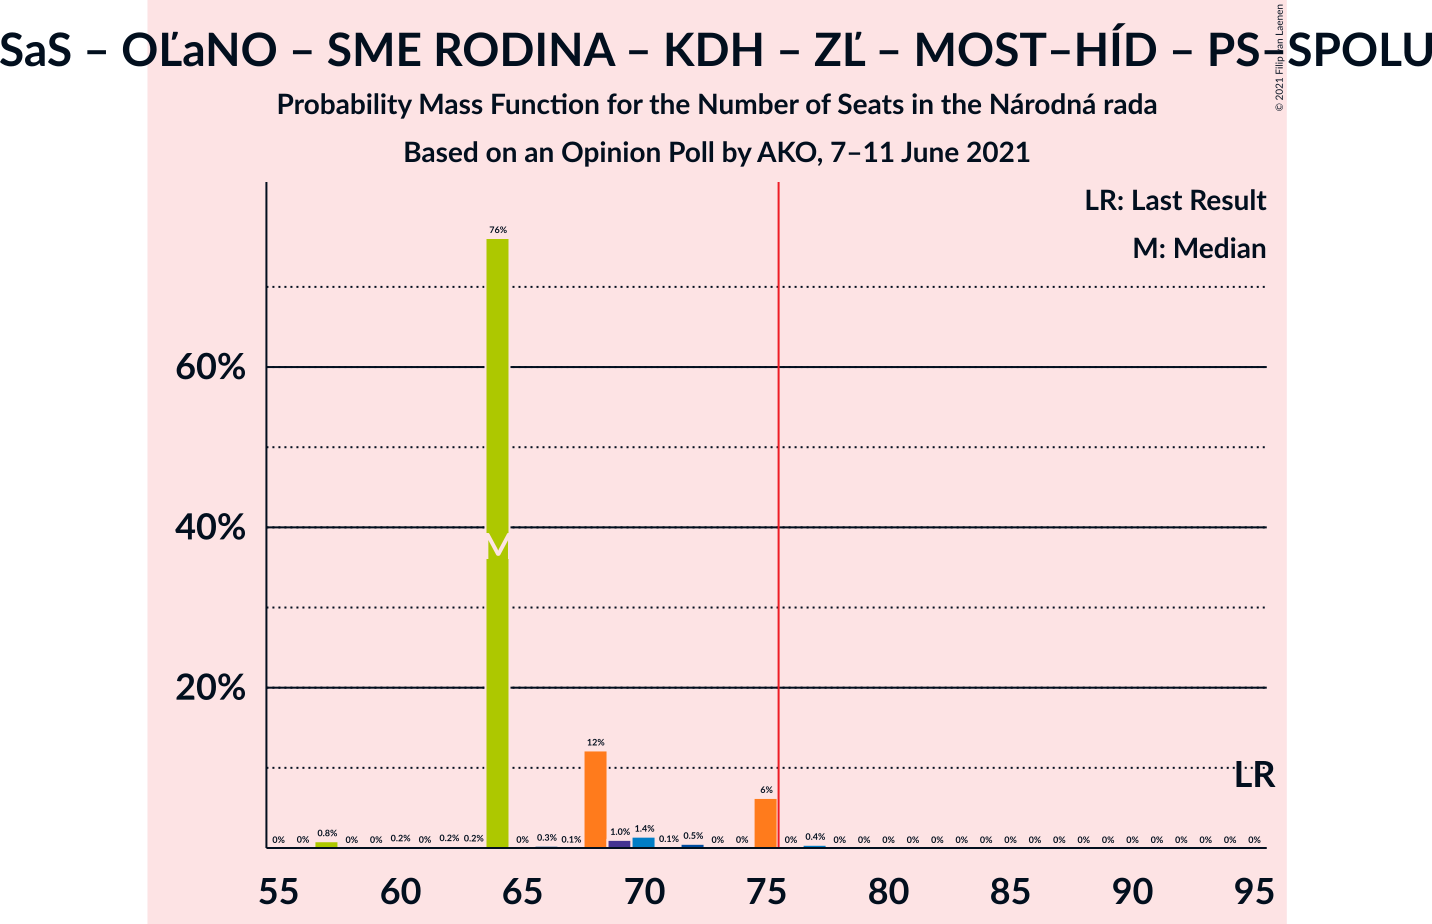 SaS – OĽaNO – SME RODINA – KDH – ZĽ – MOST–HÍD – PS–SPOLU
© 2021 Filip van Laenen
Probability Mass Function for the Number of Seats in the Národná rada
Based on an Opinion Poll by AKO, 7–11 June 2021
LR: Last Result
M: Median
76%
60%
40%
M
20%
12%
LR
6%
0% 0% 0.8% 0% 0% 0.2% 0% 0.2% 0.2% 0% 0.3% 0.1% 1.0% 1.4% 0.1% 0.5% 0% 0% 0% 0.4% 0% 0% 0% 0% 0% 0% 0% 0% 0% 0% 0% 0% 0% 0% 0% 0% 0% 0%
55 60 65 70 75 80 85 90 95